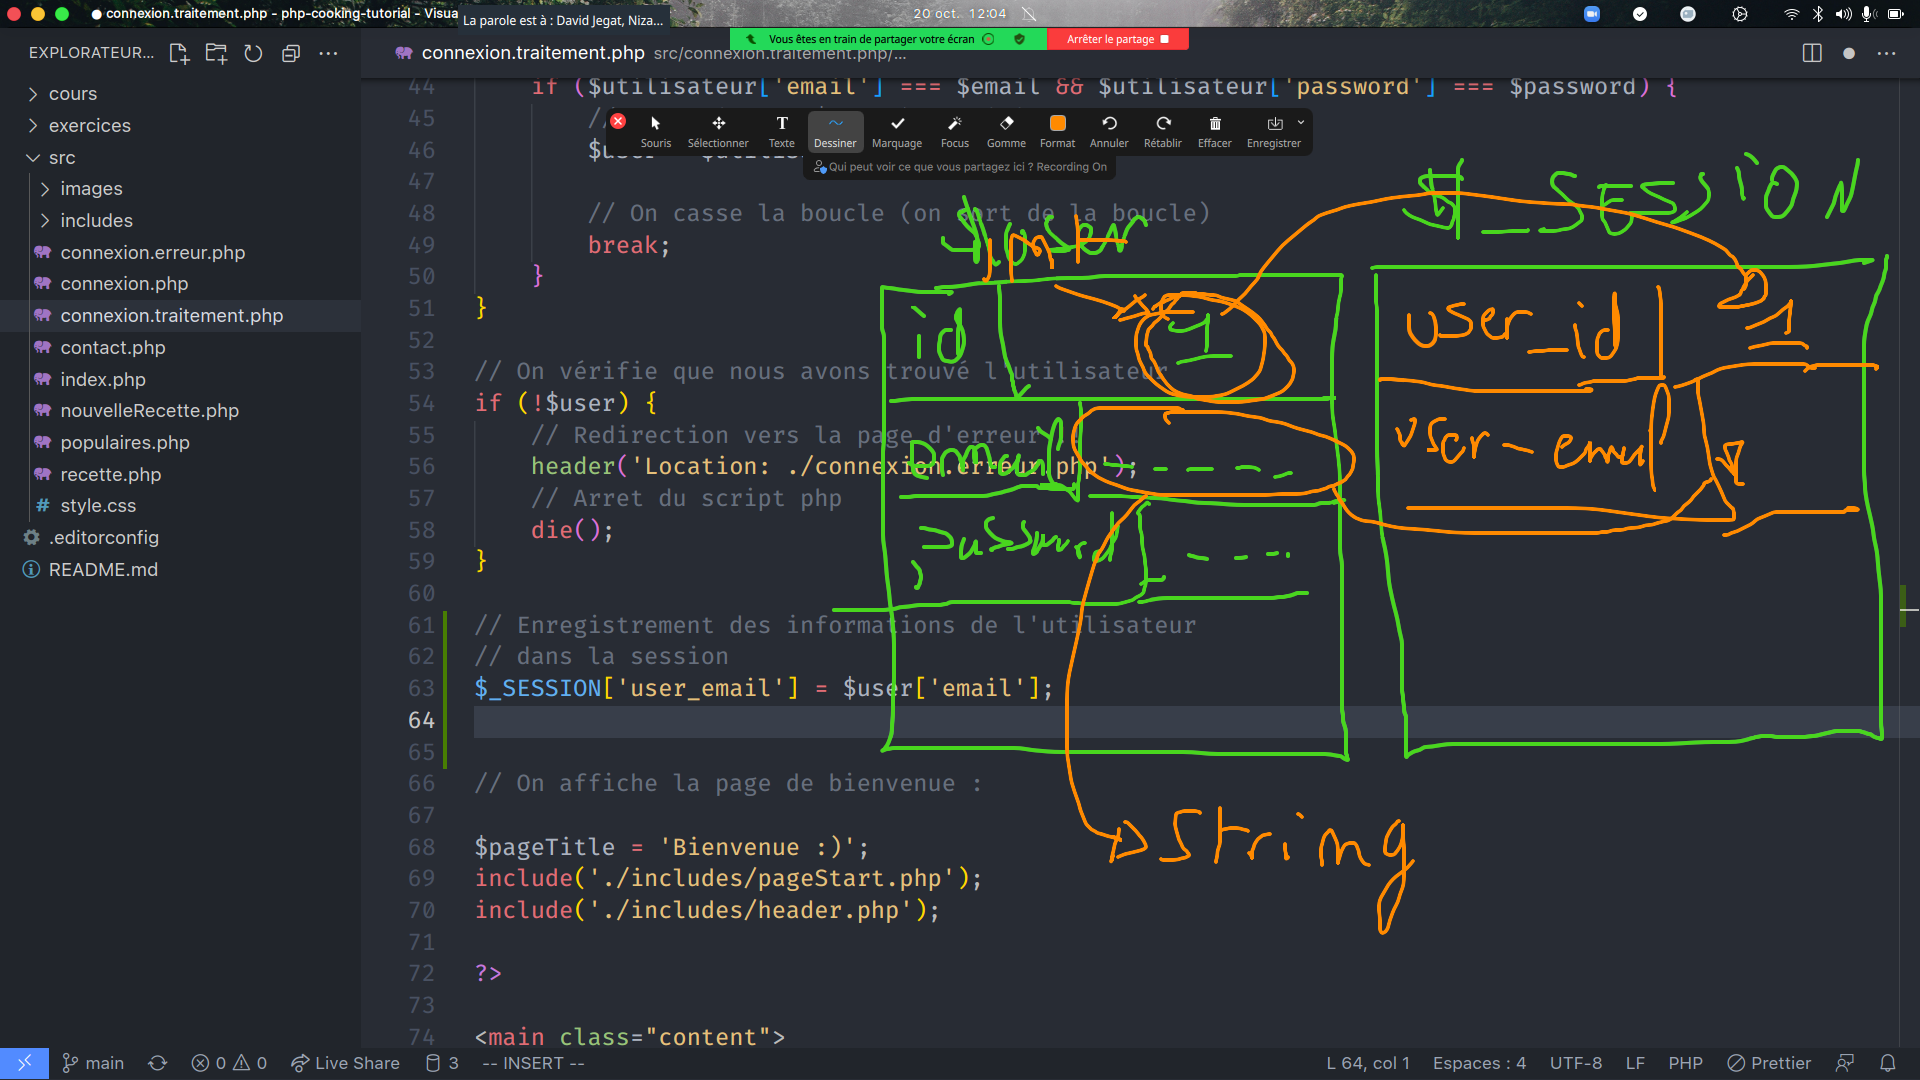 connexion.traitement.php - php-cooking-tutorial - Visua
La parole est à : David Jegat, Niza...
20 oct. 12:04
Vous êtes en train de partager votre écran
Arrêter le partage
EXPLORATEUR...
connexion.traitement.php src/connexion.traitement.php/...
cours
exercices
src
images
includes
connexion.erreur.php
connexion.php
connexion.traitement.php
contact.php
index.php
nouvelleRecette.php
populaires.php
recette.php
style.css
.editorconfig
README.md
Souris
Sélectionner
Texte
Dessiner
Marquage
Focus
Gomme
Format
Annuler
Rétablir
Effacer
Enregistrer
Qui peut voir ce que vous partagez ici ? Recording On
44 if ($utilisateur['email'] === $email && $utilisateur['password'] === $password) {
45 //
46
47
48 // On casse la boucle (on sort de la boucle)
49 break;
50 }
51 }
52
53 // On vérifie que nous avons trouvé l'utilisateur
54 if (!$user) {
55 // Redirection vers la page d'erreur
56 header('Location: ./connexion.erreur.php');
57 // Arret du script php
58 die();
59 }
60
61 // Enregistrement des informations de l'utilisateur
62 // dans la session
63 $_SESSION['user_email'] = $user['email'];
64
65
66 // On affiche la page de bienvenue :
67
68 $pageTitle = 'Bienvenue :)';
69 include('./includes/pageStart.php');
70 include('./includes/header.php');
71
72 ?>
73
74 <main class="content">
$user
int
id 1
email
password
string
$_SESSION
user_id 1
user-email
main
0 0
Live Share
3
-- INSERT --
L 64, col 1
Espaces : 4
UTF-8
LF
PHP
Prettier